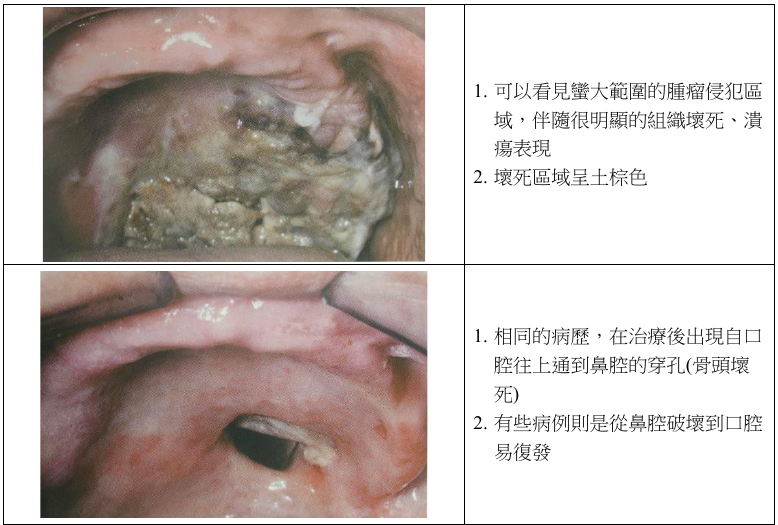 1. 可以看見蠻大範圍的腫瘤侵犯區
域，伴隨很明顯的組織壞死、潰
瘍表現
2. 壞死區域呈土棕色
1. 相同的病歷，在治療後出現自口
腔往上通到鼻腔的穿孔(骨頭壞
死)
2. 有些病例則是從鼻腔破壞到口腔
易復發